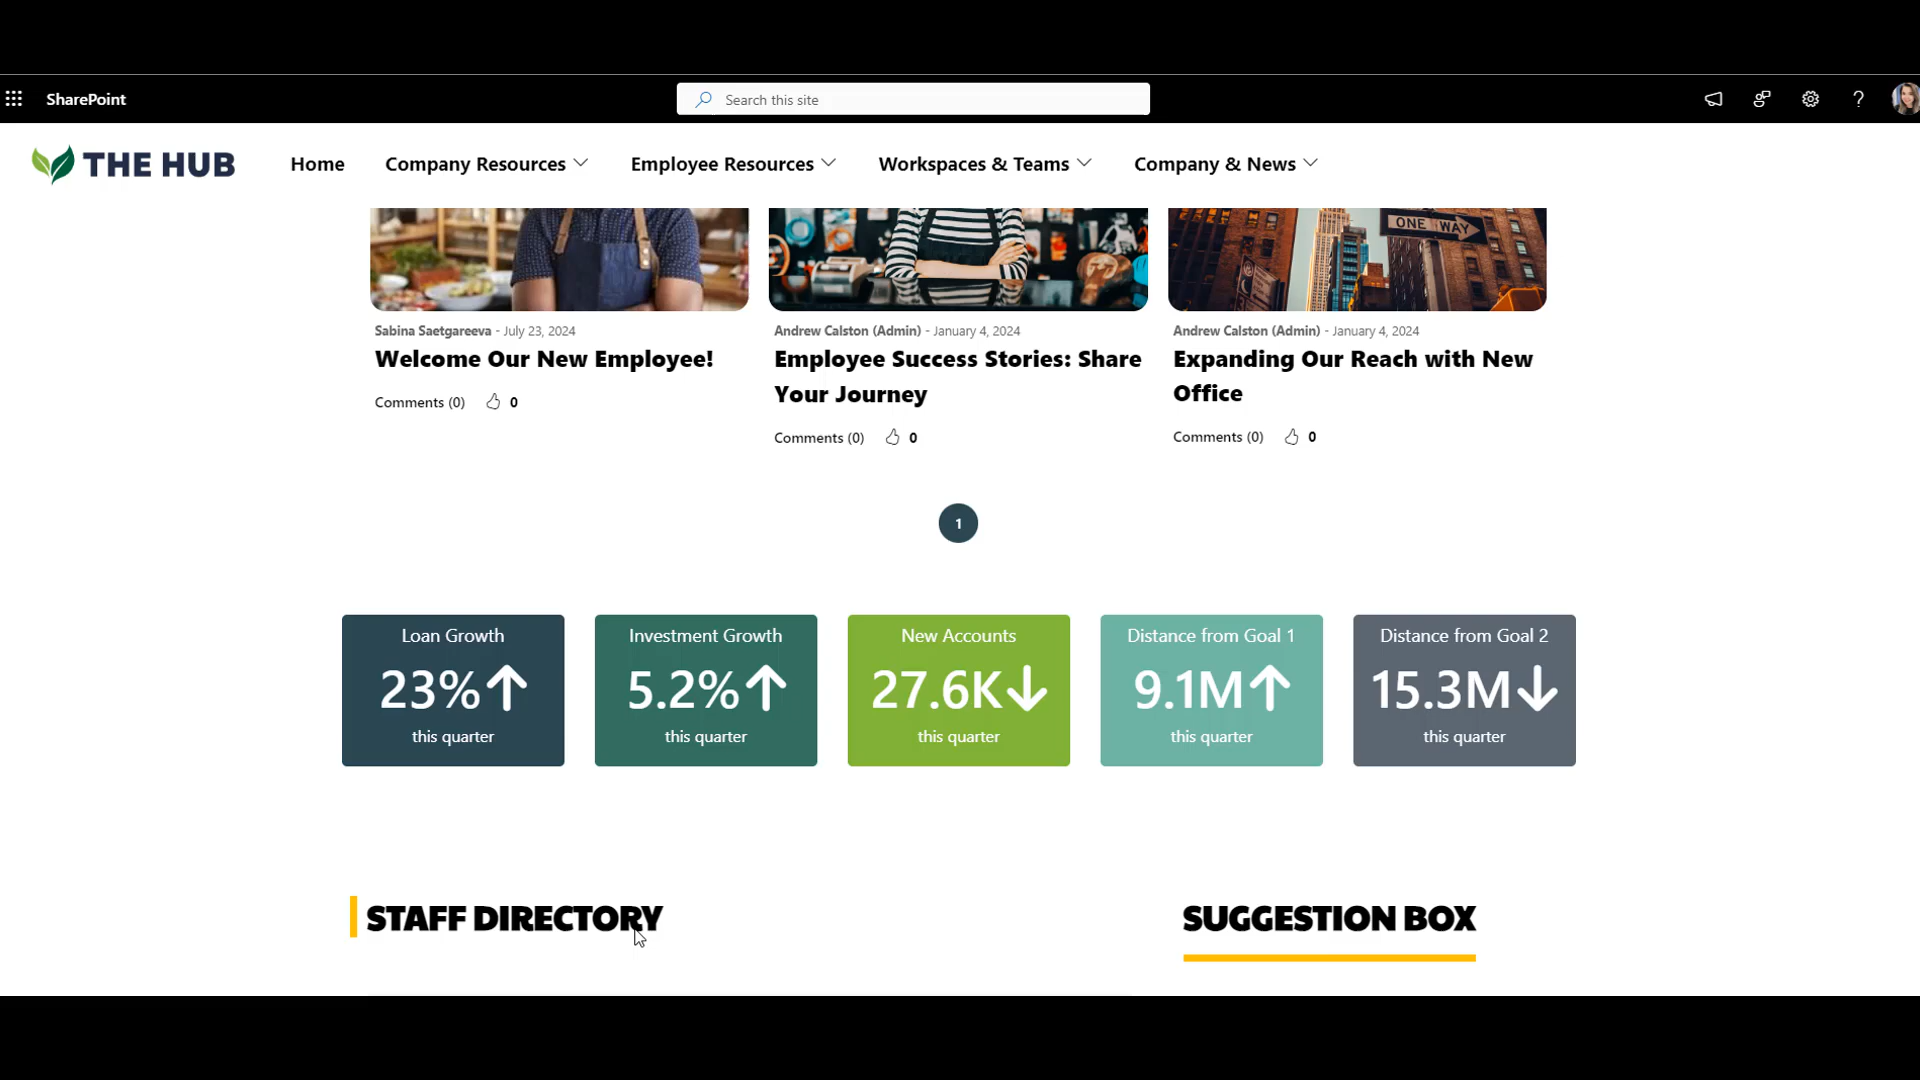 SharePoint
Search this site
THE HUB
Home
Company Resources
Employee Resources
Workspaces & Teams
Company & News
ONE WAY
Sabina Saetgareeva - July 23, 2024
Welcome Our New Employee!
Comments (0) 0
Andrew Calston (Admin) - January 4, 2024
Employee Success Stories: Share
Your Journey
Comments (0) 0
Andrew Calston (Admin) - January 4, 2024
Expanding Our Reach with New
Office
Comments (0) 0
1
Loan Growth
23%↑
this quarter
Investment Growth
5.2%↑
this quarter
New Accounts
27.6K↓
this quarter
Distance from Goal 1
9.1M↑
this quarter
Distance from Goal 2
15.3M↓
this quarter
STAFF DIRECTORY
SUGGESTION BOX